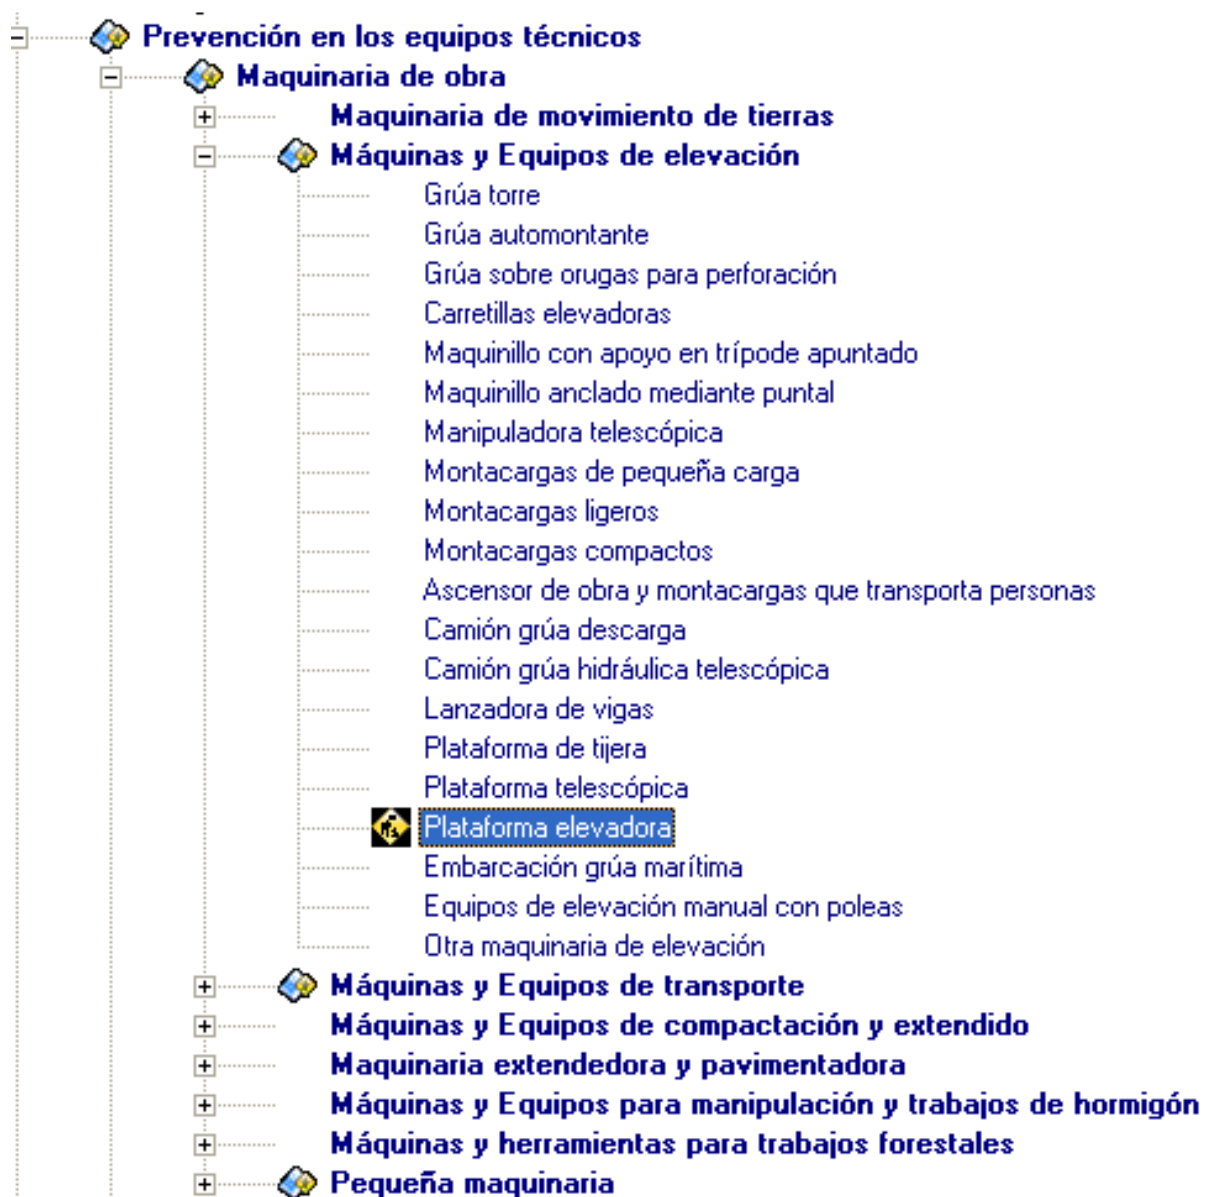 Prevención en los equipos técnicos
Maquinaria de obra
Maquinaria de movimiento de tierras
Máquinas y Equipos de elevación
Grúa torre
Grúa automontante
Grúa sobre orugas para perforación
Carretillas elevadoras
Maquinillo con apoyo en trípode apuntado
Maquinillo anclado mediante puntal
Manipuladora telescópica
Montacargas de pequeña carga
Montacargas ligeros
Montacargas compactos
Ascensor de obra y montacargas que transporta personas
Camión grúa descarga
Camión grúa hidráulica telescópica
Lanzadora de vigas
Plataforma de tijera
Plataforma telescópica
Plataforma elevadora
Embarcación grúa marítima
Equipos de elevación manual con poleas
Otra maquinaria de elevación
Máquinas y Equipos de transporte
Máquinas y Equipos de compactación y extendido
Maquinaria extendedora y pavimentadora
Máquinas y Equipos para manipulación y trabajos de hormigón
Máquinas y herramientas para trabajos forestales
Pequeña maquinaria